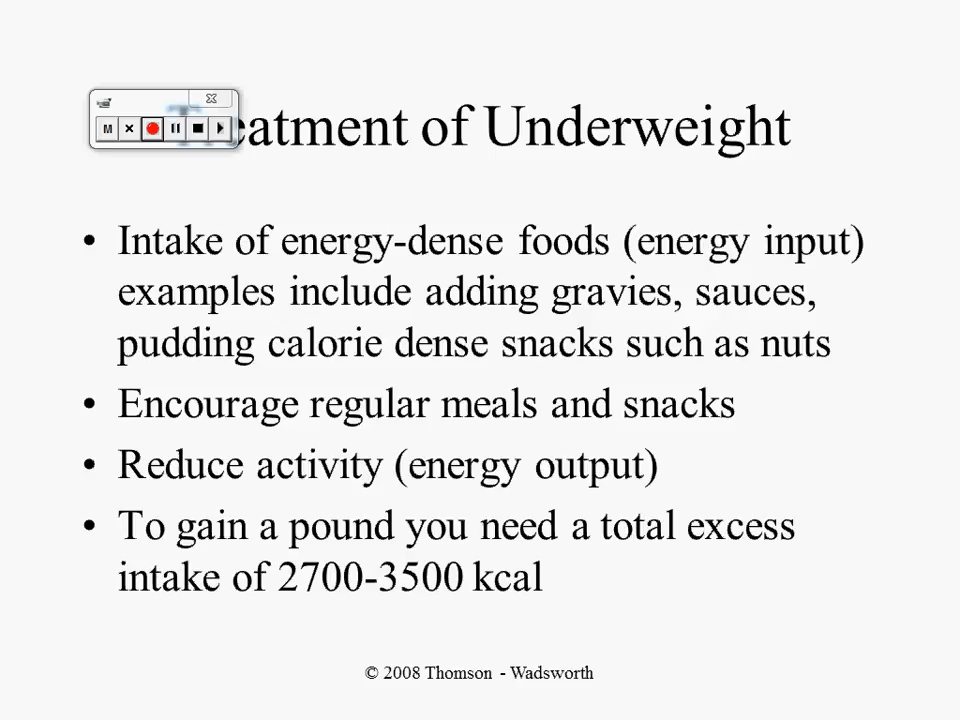 M
Treatment of Underweight
• Intake of energy-dense foods (energy input)
examples include adding gravies, sauces,
pudding calorie dense snacks such as nuts
• Encourage regular meals and snacks
• Reduce activity (energy output)
• To gain a pound you need a total excess
intake of 2700-3500 kcal
© 2008 Thomson - Wadsworth